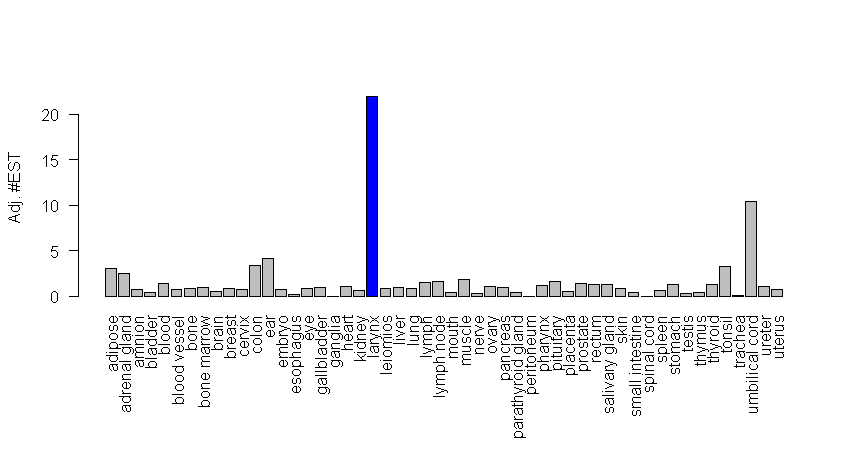 Adj. #EST
20
15
10
5
0
adipose
adrenal gland
amnion
bladder
blood
blood vessel
bone
bone marrow
brain
breast
cervix
colon
ear
embryo
esophagus
eye
gallbladder
ganglia
heart
kidney
larynx
leiomios
liver
lung
lymph
lymph node
mouth
muscle
nerve
ovary
pancreas
parathyroid gland
peritoneum
pharynx
pituitary
placenta
prostate
rectum
salivary gland
skin
small intestine
spinal cord
spleen
stomach
testis
thymus
thyroid
tonsil
trachea
umbilical cord
ureter
uterus